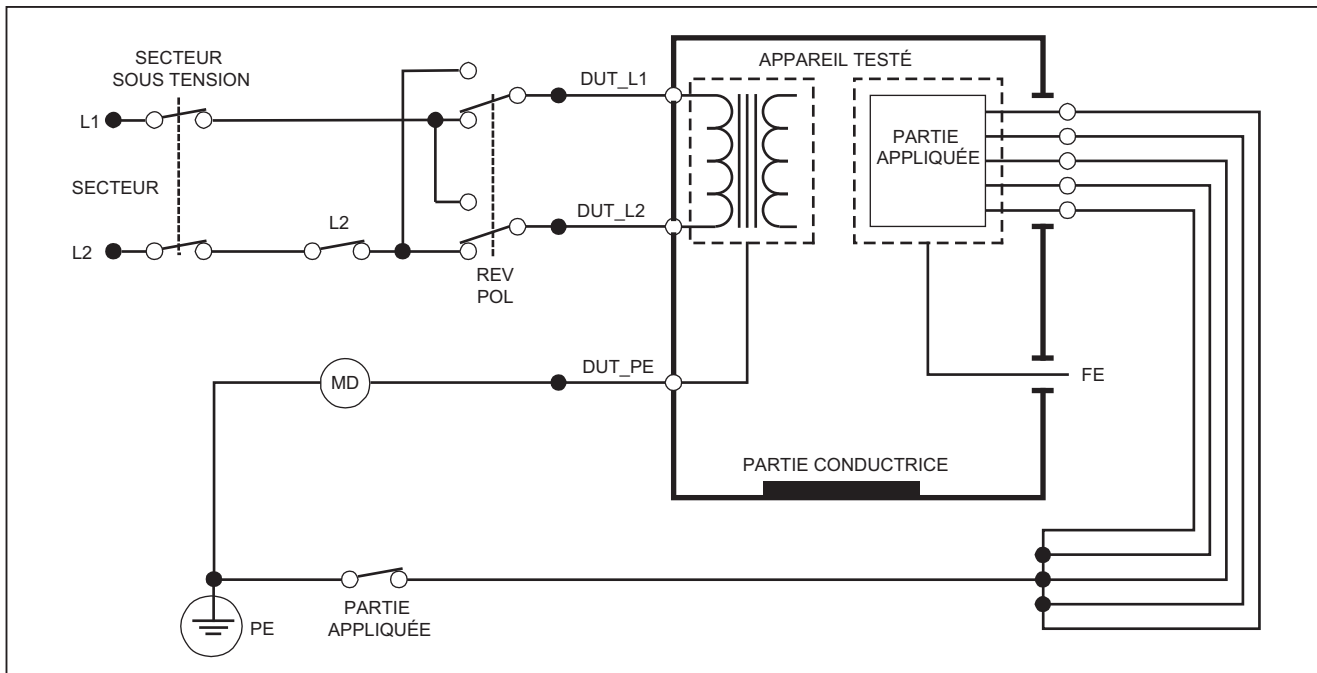 SECTEUR
SOUS TENSION
L1
SECTEUR
L2
L2
REV
POL
DUT_L1
DUT_L2
DUT_PE
MD
APPAREIL TESTÉ
PARTIE
APPLIQUÉE
FE
PARTIE CONDUCTRICE
PE
PARTIE
APPLIQUÉE